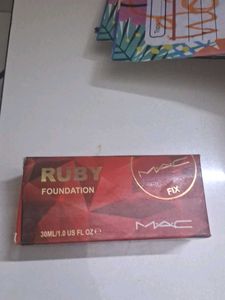 RUBY
FOUNDATION
30ML/1.0 US FL OZ ℮
MAC
FIX
MAC